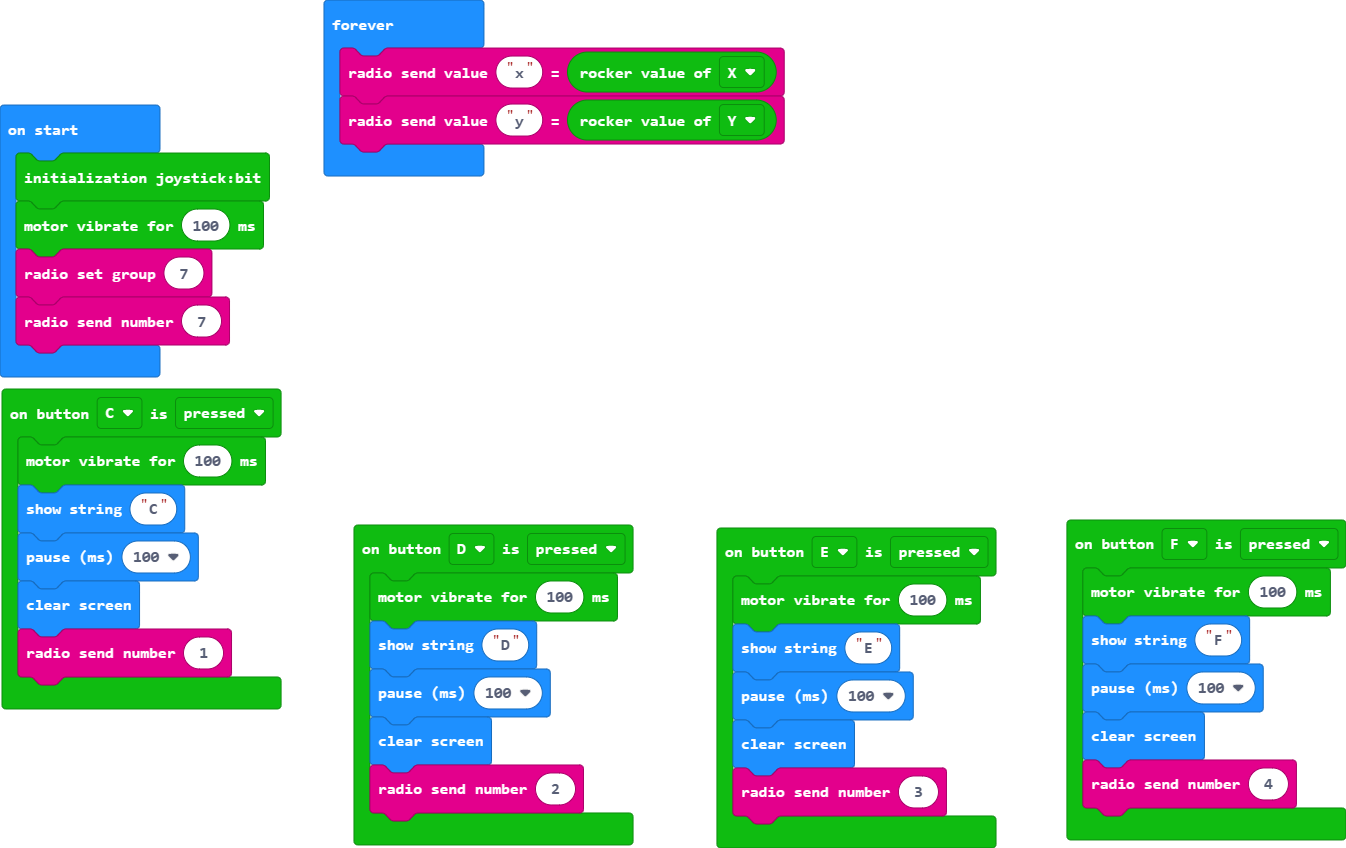 forever
radio send value "x" = rocker value of X
radio send value "y" = rocker value of Y
on start
initialization joystick:bit
motor vibrate for 100 ms
radio set group 7
radio send number 7
on button C is pressed
motor vibrate for 100 ms
show string "C"
pause (ms) 100
clear screen
radio send number 1
on button D is pressed
motor vibrate for 100 ms
show string "D"
pause (ms) 100
clear screen
radio send number 2
on button E is pressed
motor vibrate for 100 ms
show string "E"
pause (ms) 100
clear screen
radio send number 3
on button F is pressed
motor vibrate for 100 ms
show string "F"
pause (ms) 100
clear screen
radio send number 4